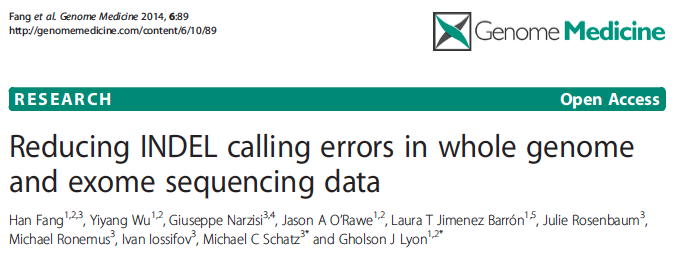 Fang et al. Genome Medicine 2014, 6:89
http://genomemedicine.com/content/6/10/89
Genome Medicine
RESEARCH Open Access
Reducing INDEL calling errors in whole genome
and exome sequencing data
Han Fang1,2,3, Yiyang Wu1,2, Giuseppe Narzisi3,4, Jason A O’Rawe1,2, Laura T Jimenez Barrón1,5, Julie Rosenbaum3,
Michael Ronemus3, Ivan Iossifov3, Michael C Schatz3* and Gholson J Lyon1,2*